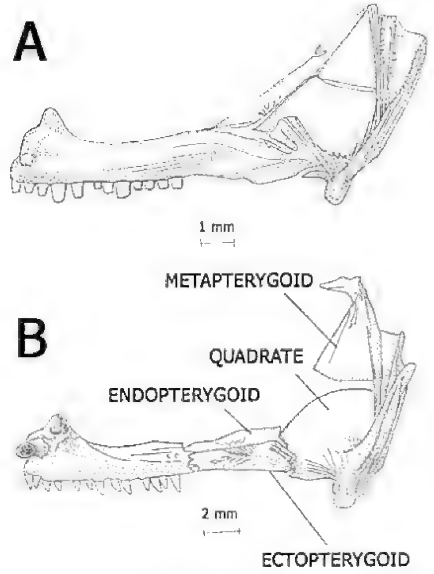 A
1 mm
METAPTERYGOID
B
QUADRATE
ENDOPTERYGOID
2 mm
ECTOPTERYGOID